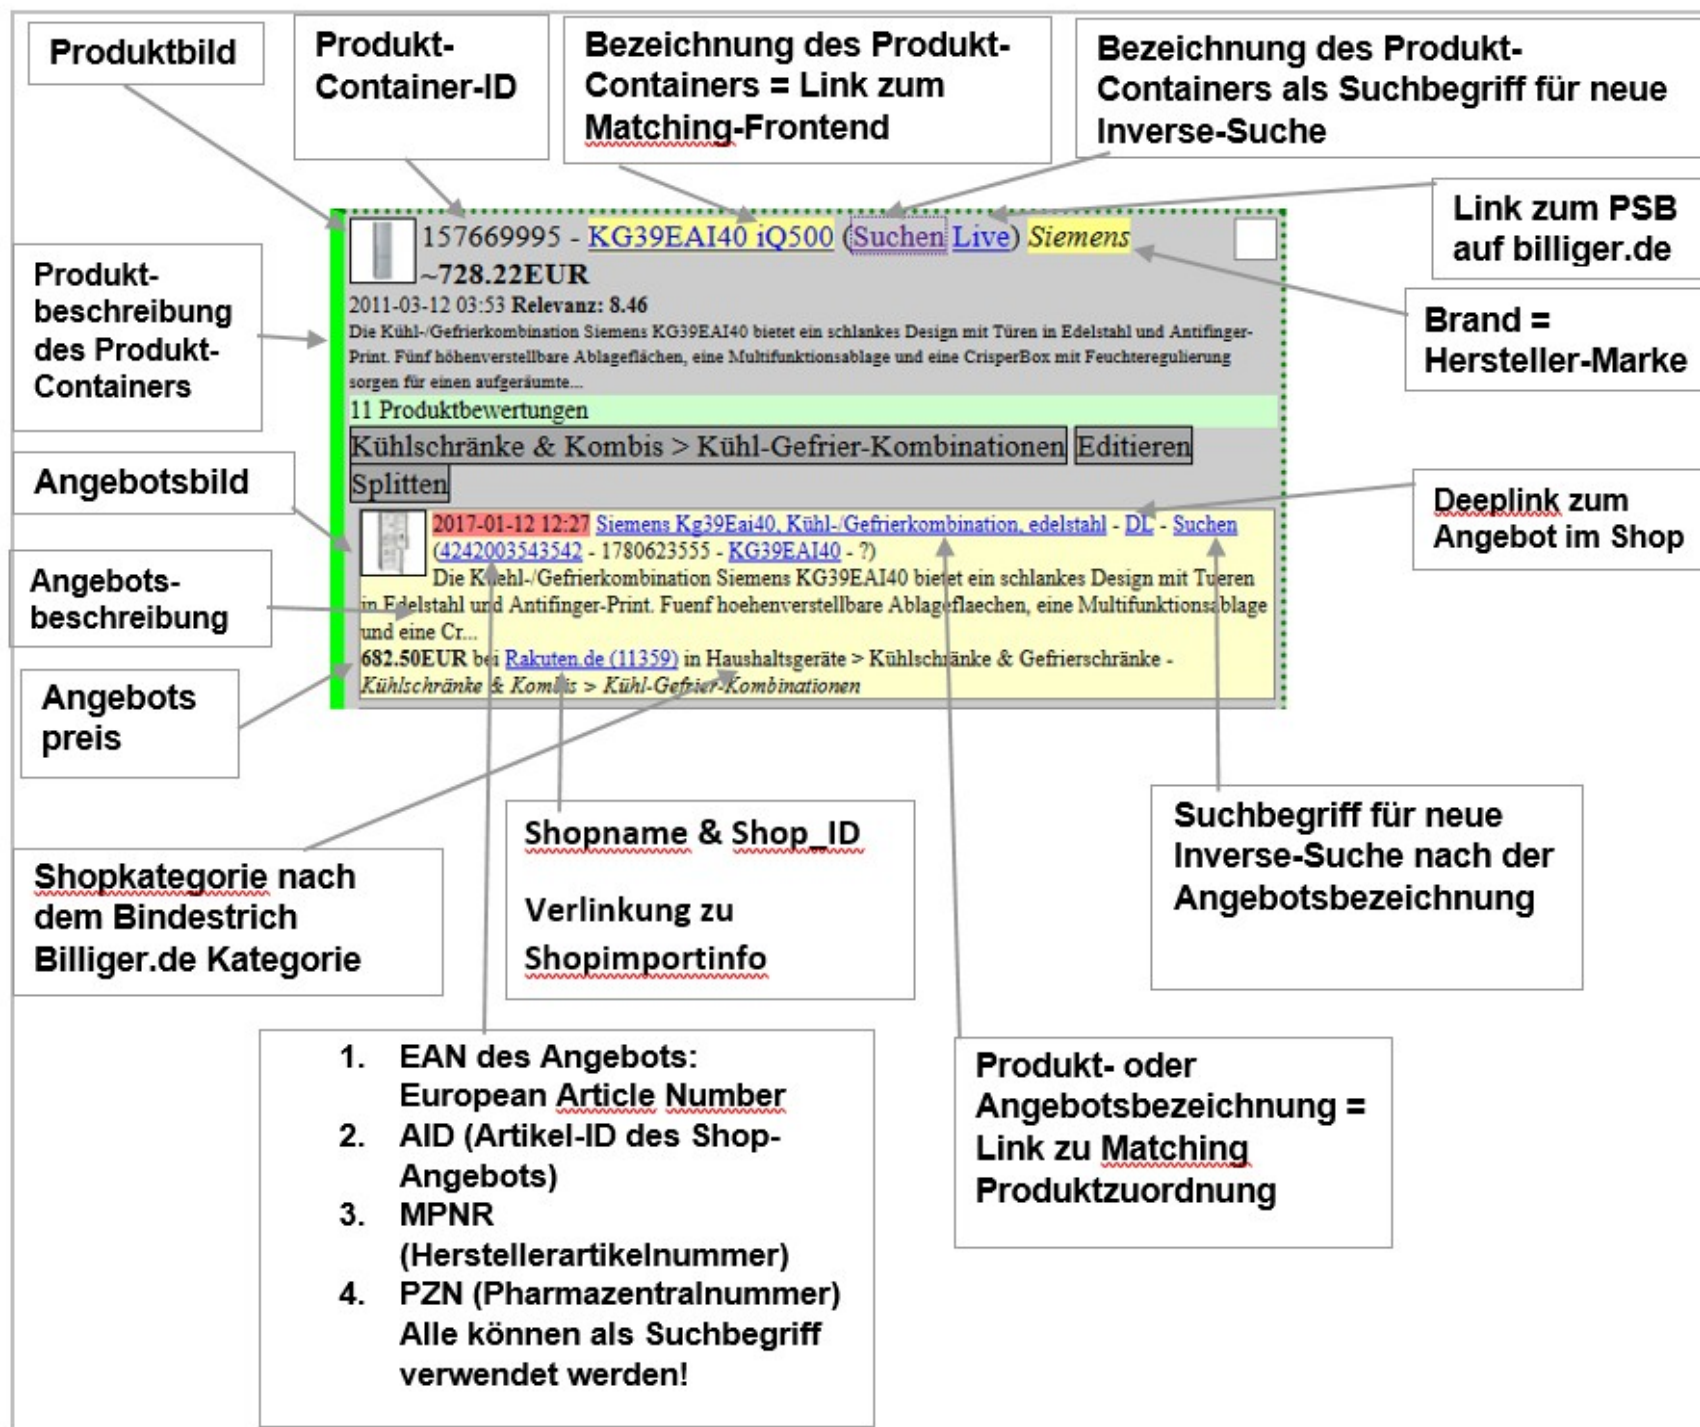 Produktbild
Produkt-
Container-ID
Bezeichnung des Produkt-
Containers = Link zum
Matching-Frontend
Bezeichnung des Produkt-
Containers als Suchbegriff für neue
Inverse-Suche
Link zum PSB
auf billiger.de
Brand =
Hersteller-Marke
Produkt-
beschreibung
des Produkt-
Containers
157669995 - KG39EAI40 iQ500 (Suchen Live) Siemens
~728.22EUR
2011-03-12 03:53 Relevanz: 8.46
Die Kühl-/Gefrierkombination Siemens KG39EAI40 bietet ein schlankes Design mit Türen in Edelstahl und Antifinger-
Print. Fünf höhenverstellbare Ablageflächen, eine Multifunktionsablage und eine CrisperBox mit Feuchteregulierung
sorgen für einen aufgeräumte...
11 Produktbewertungen
Kühlschränke & Kombis > Kühl-Gefrier-Kombinationen Editieren
Splitten
Angebotsbild
2017-01-12 12:27 Siemens Kg39Eai40, Kühl-/Gefrierkombination, edelstahl - DL - Suchen
(4242003543542 - 1780623555 - KG39EAI40 - ?)
Die Kuehl-/Gefrierkombination Siemens KG39EAI40 bietet ein schlankes Design mit Tueren
in Edelstahl und Antifinger-Print. Fuenf hoehenverstellbare Ablageflaechen, eine Multifunktionsablage
und eine Cr...
682.50EUR bei Rakuten.de (11359) in Haushaltsgeräte > Kühlschränke & Gefrierschränke -
Kühlschränke & Kombis > Kühl-Gefrier-Kombinationen
Deeplink zum
Angebot im Shop
Angebots-
beschreibung
Angebots
preis
Shopkategorie nach
dem Bindestrich
Billiger.de Kategorie
Shopname & Shop_ID
Verlinkung zu
Shopimportinfo
Suchbegriff für neue
Inverse-Suche nach der
Angebotsbezeichnung
1. EAN des Angebots:
European Article Number
2. AID (Artikel-ID des Shop-
Angebots)
3. MPNR
(Herstellerartikelnummer)
4. PZN (Pharmazentralnummer)
Alle können als Suchbegriff
verwendet werden!
Produkt- oder
Angebotsbezeichnung =
Link zu Matching
Produktzuordnung